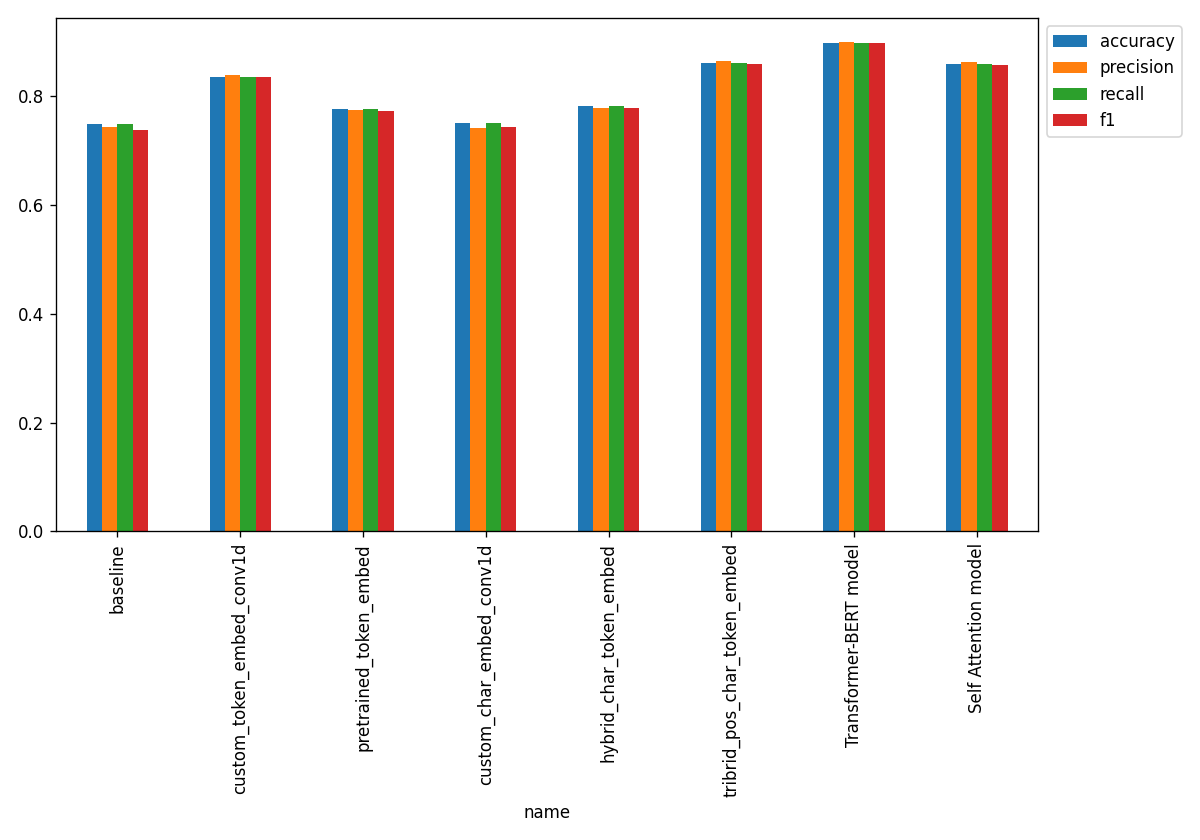 accuracy
precision
recall
f1
0.8
0.6
0.4
0.2
0.0
baseline
custom_token_embed_conv1d
pretrained_token_embed
custom_char_embed_conv1d
hybrid_char_token_embed
tribrid_pos_char_token_embed
Transformer-BERT model
Self Attention model
name